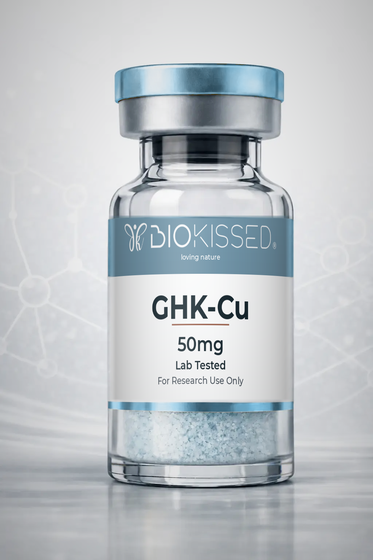 BIOKISSED®
loving nature
GHK-Cu
50mg
Lab Tested
For Research Use Only